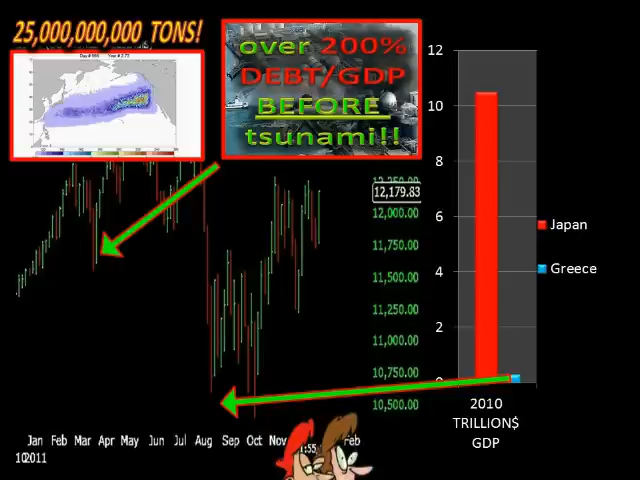 25,000,000,000 TONS!
over 200%
DEBT/GDP
BEFORE
tsunami!!
12,179.83
12,000.00
11,750.00
11,500.00
11,250.00
11,000.00
10,750.00
10,500.00
Jan Feb Mar Apr May Jun Jul Aug Sep Oct Nov Feb
2011
12
10
8
6
4
2
0
Japan
Greece
2010
TRILLION$
GDP